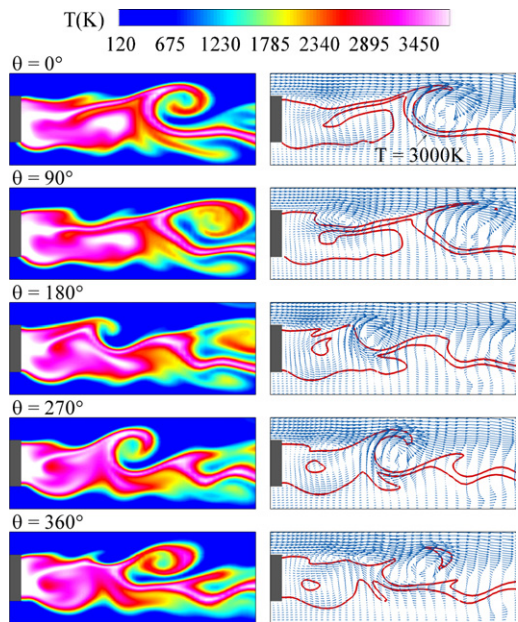 T(K)
120 675 1230 1785 2340 2895 3450
θ = 0°
T = 3000K
θ = 90°
θ = 180°
θ = 270°
θ = 360°